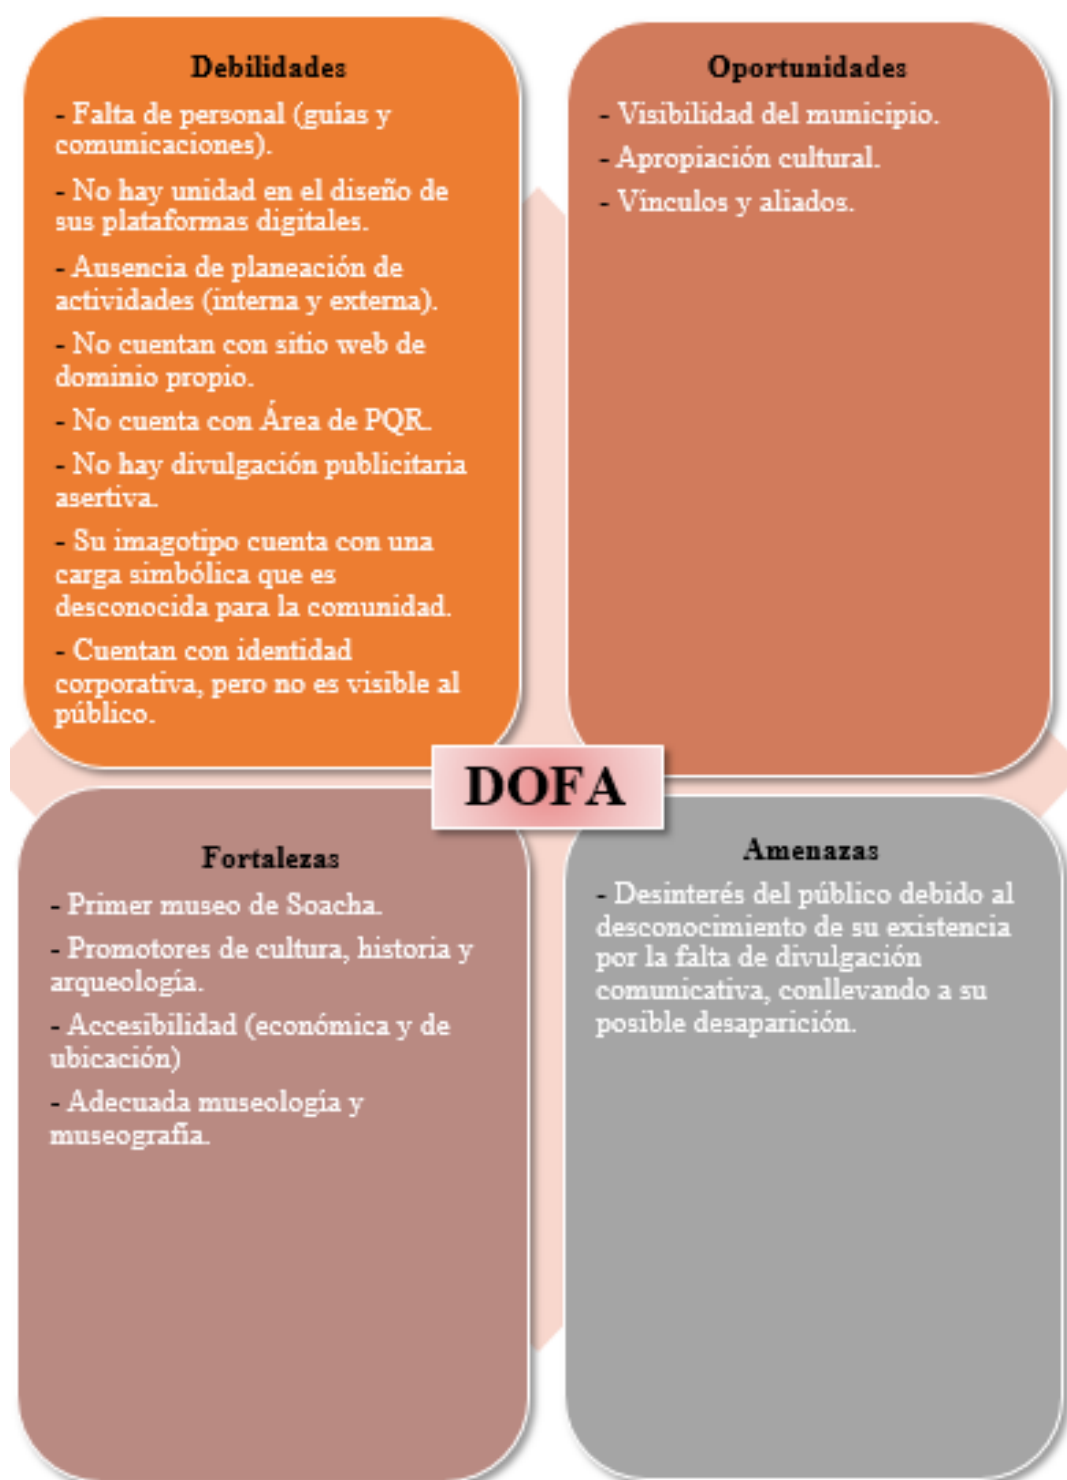 Debilidades
- Falta de personal (guías y
comunicaciones).
- No hay unidad en el diseño de
sus plataformas digitales.
- Ausencia de planeación de
actividades (interna y externa).
- No cuentan con sitio web de
dominio propio.
- No cuenta con Área de PQR.
- No hay divulgación publicitaria
asertiva.
- Su imagotipo cuenta con una
carga simbólica que es
desconocida para la comunidad.
- Cuentan con identidad
corporativa, pero no es visible al
público.
Oportunidades
- Visibilidad del municipio.
- Apropiación cultural.
- Vínculos y aliados.
DOFA
Fortalezas
- Primer museo de Soacha.
- Promotores de cultura, historia y
arqueología.
- Accesibilidad (económica y de
ubicación)
- Adecuada museología y
museografía.
Amenazas
- Desinterés del público debido al
desconocimiento de su existencia
por la falta de divulgación
comunicativa, conllevando a su
posible desaparición.